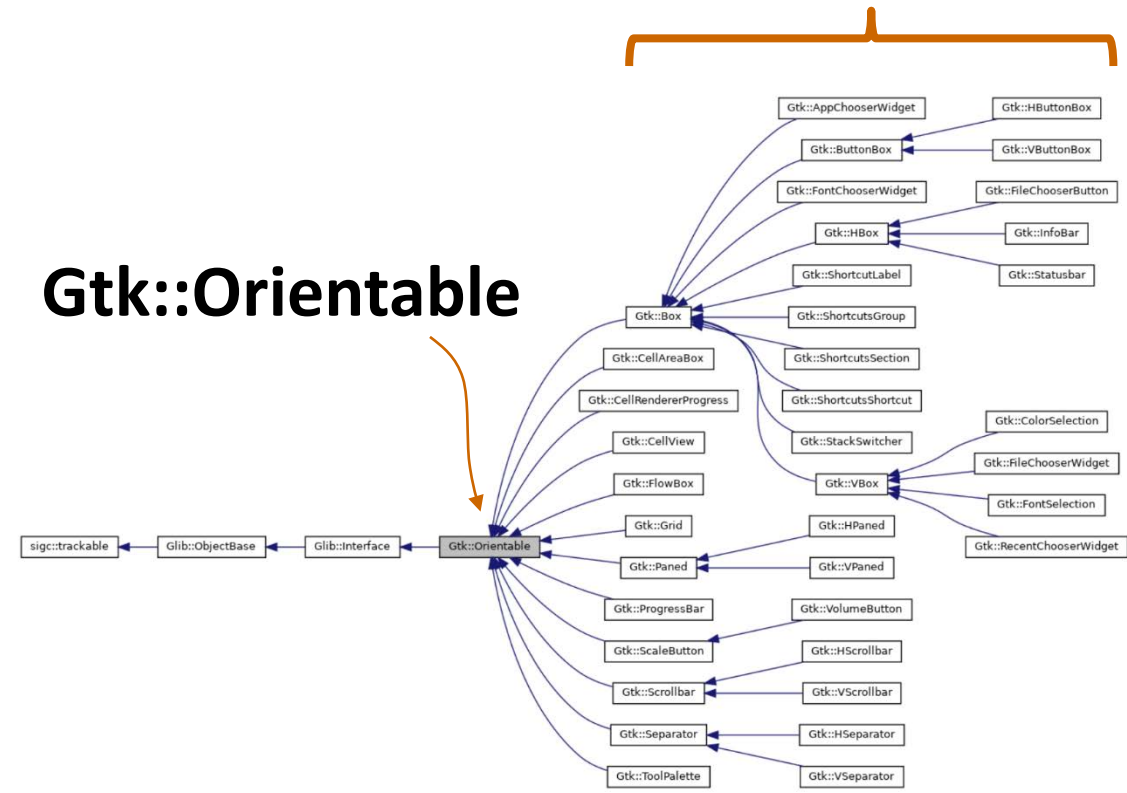 Gtk::Orientable
Gtk::AppChooserWidget
Gtk::HButtonBox
Gtk::ButtonBox
Gtk::VButtonBox
Gtk::FontChooserWidget
Gtk::FileChooserButton
Gtk::HBox
Gtk::InfoBar
Gtk::ShortcutLabel
Gtk::Statusbar
Gtk::Box
Gtk::ShortcutsGroup
Gtk::CellAreaBox
Gtk::ShortcutsSection
Gtk::CellRendererProgress
Gtk::ShortcutsShortcut
Gtk::ColorSelection
Gtk::CellView
Gtk::StackSwitcher
Gtk::FileChooserWidget
Gtk::FlowBox
Gtk::VBox
Gtk::FontSelection
Gtk::Grid
Gtk::HPaned
Gtk::RecentChooserWidget
sigc::trackable
Glib::ObjectBase
Glib::Interface
Gtk::Orientable
Gtk::Paned
Gtk::VPaned
Gtk::ProgressBar
Gtk::VolumeButton
Gtk::ScaleButton
Gtk::HScrollbar
Gtk::Scrollbar
Gtk::VScrollbar
Gtk::Separator
Gtk::HSeparator
Gtk::ToolPalette
Gtk::VSeparator